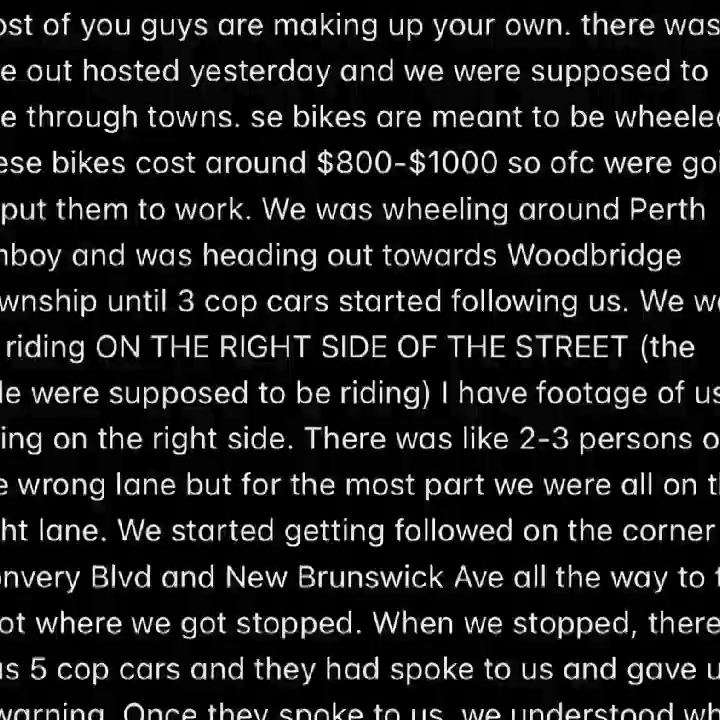 ost of you guys are making up your own. there was
e out hosted yesterday and we were supposed to
e through towns. se bikes are meant to be wheele
ese bikes cost around $800-$1000 so ofc were goi
put them to work. We was wheeling around Perth
nboy and was heading out towards Woodbridge
wnship until 3 cop cars started following us. We w
riding ON THE RIGHT SIDE OF THE STREET (the
le were supposed to be riding) I have footage of us
ing on the right side. There was like 2-3 persons o
e wrong lane but for the most part we were all on t
ht lane. We started getting followed on the corner
onvery Blvd and New Brunswick Ave all the way to t
ot where we got stopped. When we stopped, there
as 5 cop cars and they had spoke to us and gave u
warning. Once they spoke to us, we understood wh